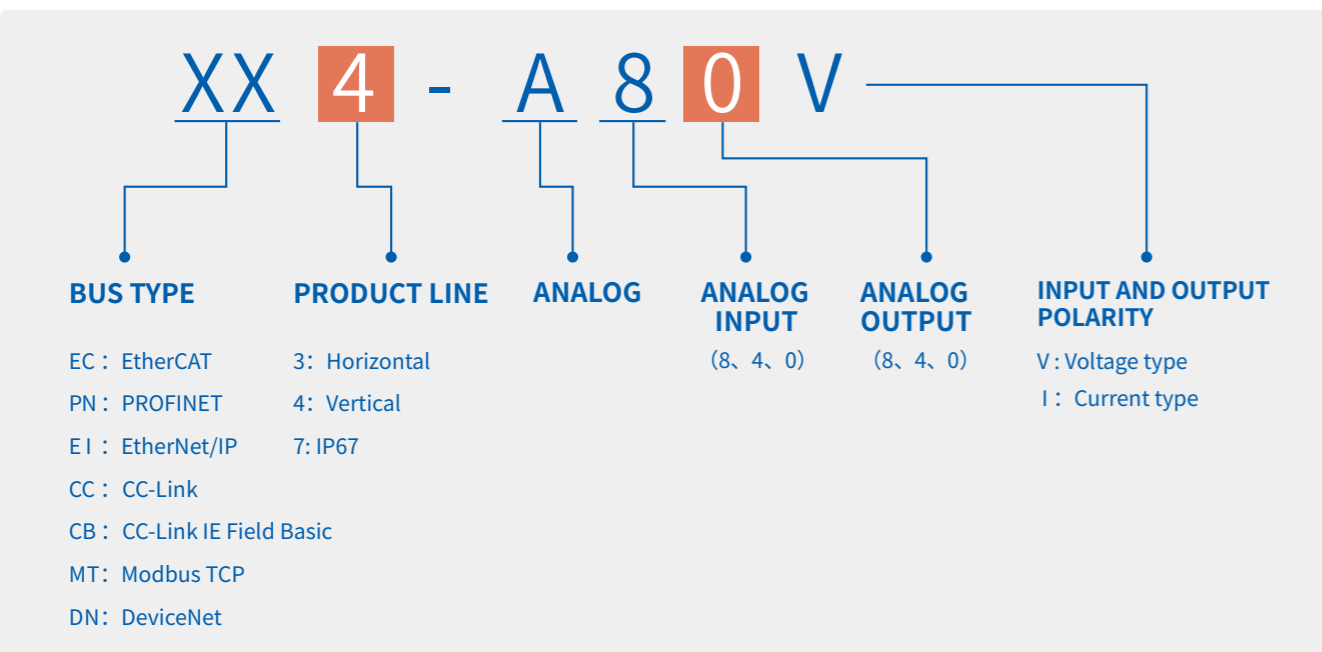 XX 4 - A 8 0 V
BUS TYPE
EC：EtherCAT
PN：PROFINET
EI：EtherNet/IP
CC：CC-Link
CB：CC-Link IE Field Basic
MT：Modbus TCP
DN：DeviceNet
PRODUCT LINE
3：Horizontal
4：Vertical
7: IP67
ANALOG
ANALOG
INPUT
（8、4、0）
ANALOG
OUTPUT
（8、4、0）
INPUT AND OUTPUT
POLARITY
V : Voltage type
I：Current type